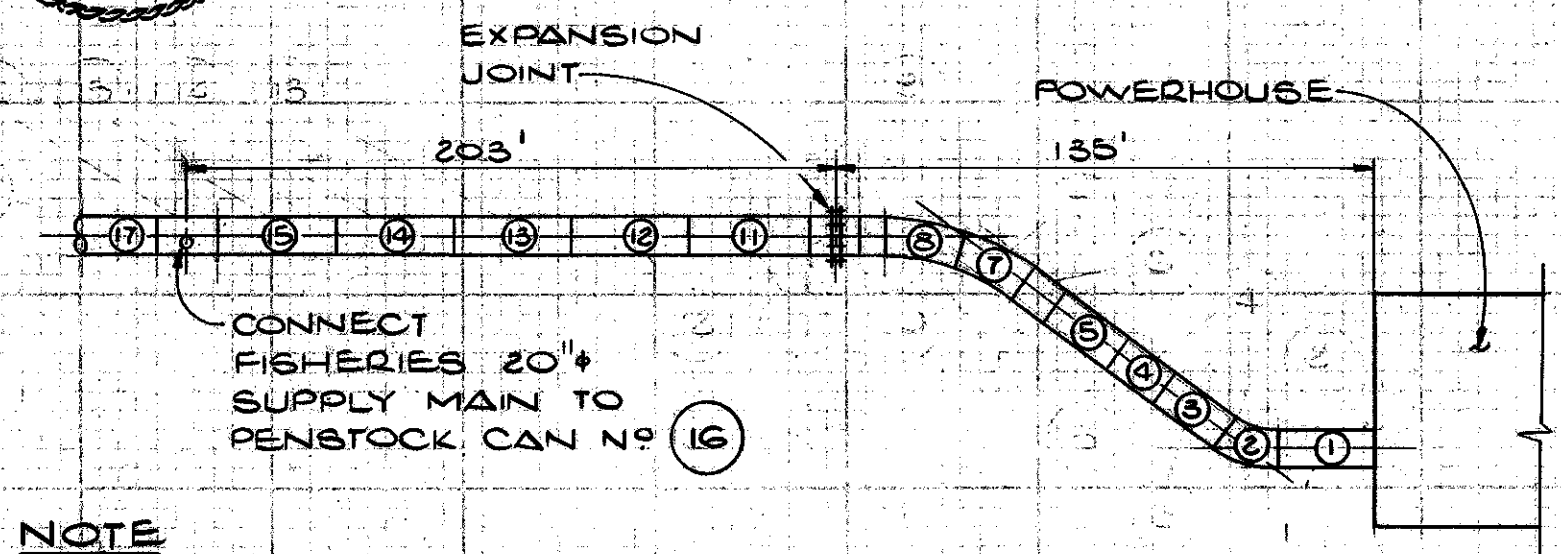 EXPANSION
JOINT
POWERHOUSE
203'
135'
17
15
14
13
12
11
8
7
5
4
3
2
1
CONNECT
FISHERIES 20"ϕ
SUPPLY MAIN TO
PENSTOCK CAN Nº 16
NOTE